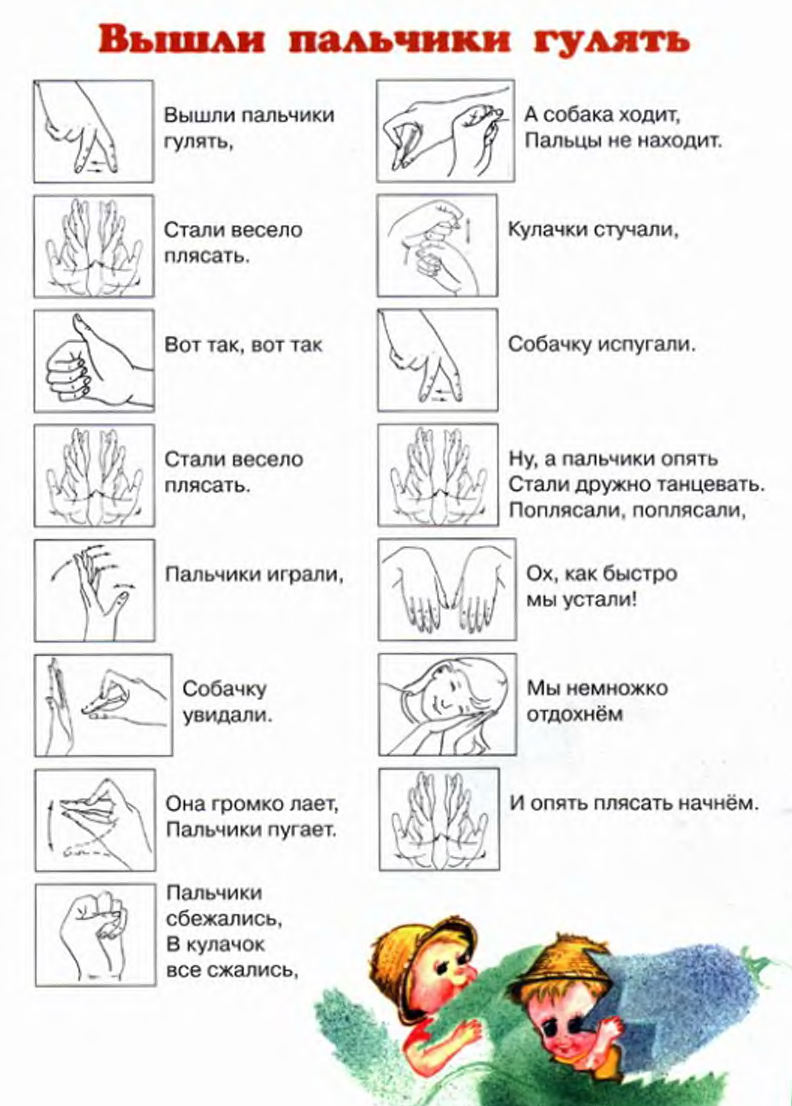 Вышли пальчики гулять
Вышли пальчики
гулять,
Стали весело
плясать.
Вот так, вот так
Стали весело
плясать.
Пальчики играли,
Собачку
увидали.
Она громко лает,
Пальчики пугает.
Пальчики
сбежались,
В кулачок
все сжались,
А собака ходит,
Пальцы не находит.
Кулачки стучали,
Собачку испугали.
Ну, а пальчики опять
Стали дружно танцевать.
Поплясали, поплясали,
Ох, как быстро
мы устали!
Мы немножко
отдохнём
И опять плясать начнём.